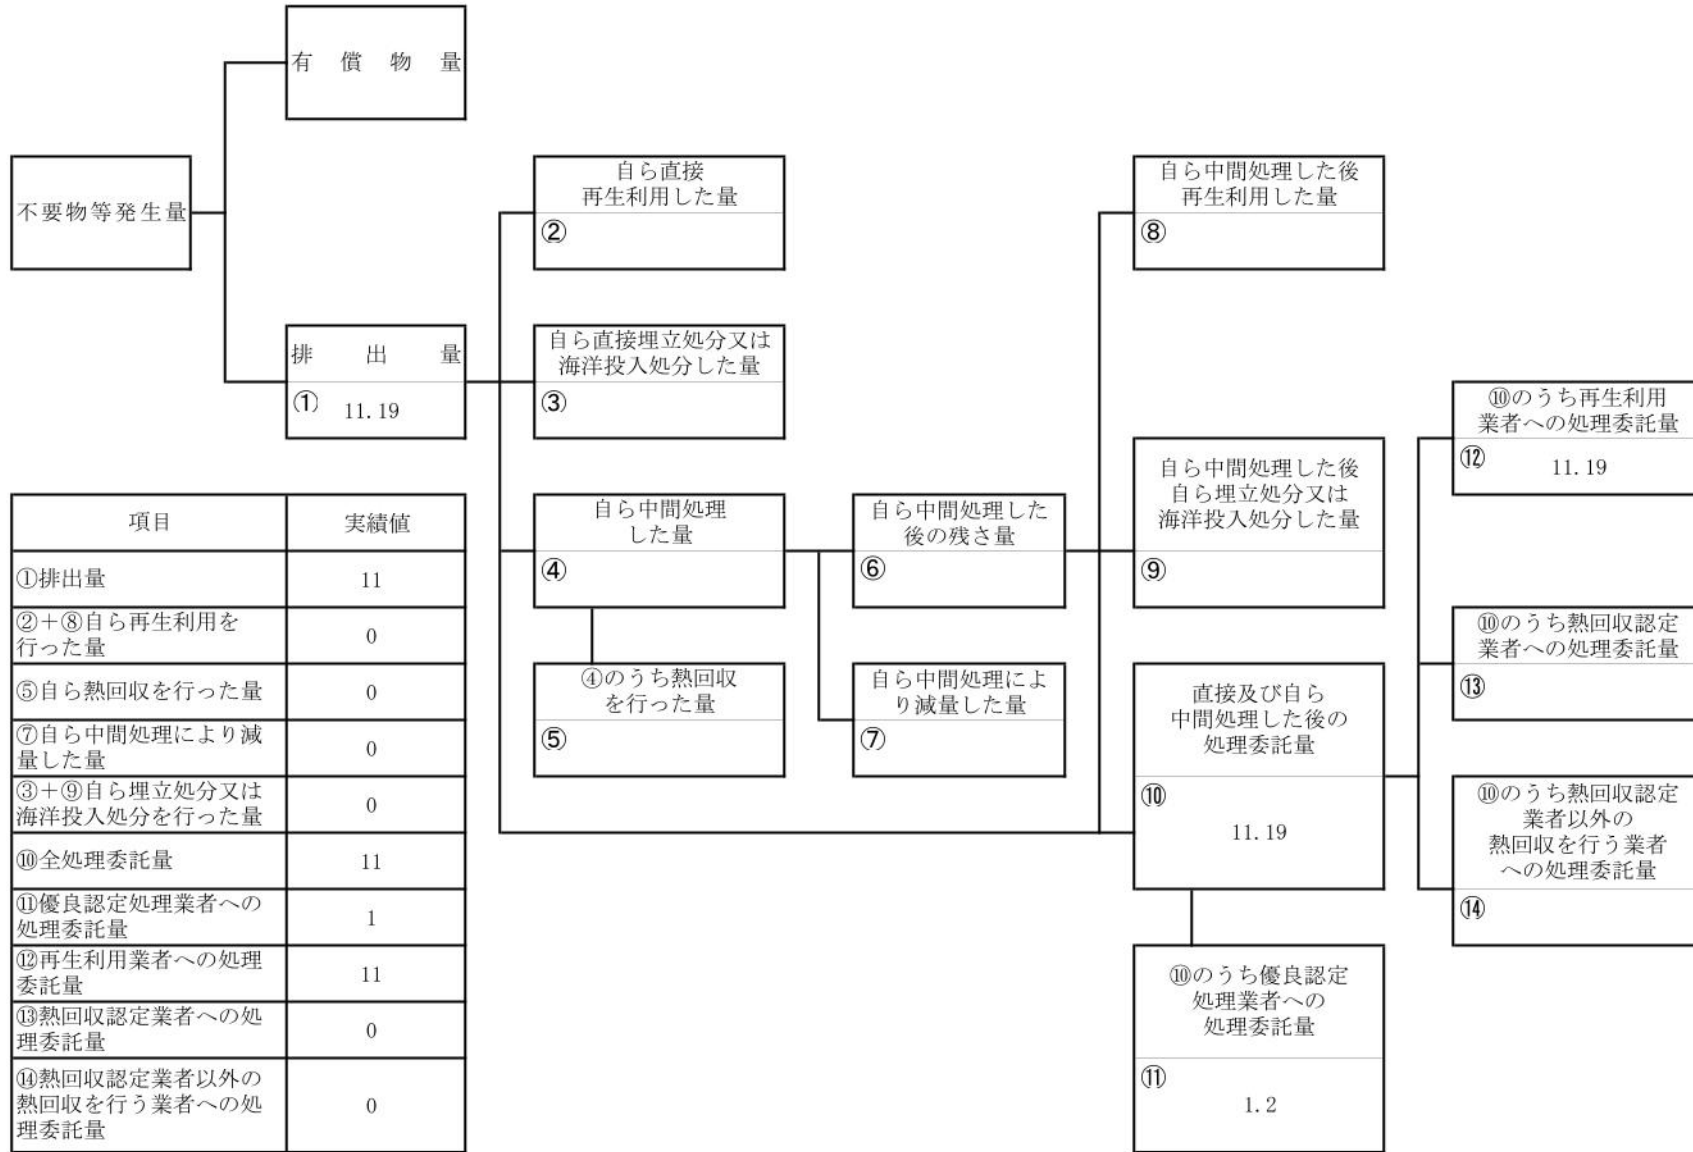 有償物量
不要物等発生量
排出量
① 11.19
自ら直接
再生利用した量
②
自ら直接埋立処分又は
海洋投入処分した量
③
自ら中間処理
した量
④
④のうち熱回収
を行った量
⑤
自ら中間処理した
後の残さ量
⑥
自ら中間処理によ
り減量した量
⑦
自ら中間処理した後
再生利用した量
⑧
自ら中間処理した後
自ら埋立処分又は
海洋投入処分した量
⑨
直接及び自ら
中間処理した後の
処理委託量
⑩
11.19
⑩のうち優良認定
処理業者への
処理委託量
⑪
1.2
⑩のうち再生利用
業者への処理委託量
⑫
11.19
⑩のうち熱回収認定
業者への処理委託量
⑬
⑩のうち熱回収認定
業者以外の
熱回収を行う業者
への処理委託量
⑭
項目 実績値
①排出量 11
②+⑧自ら再生利用を
行った量 0
⑤自ら熱回収を行った量 0
⑦自ら中間処理により減
量した量 0
③+⑨自ら埋立処分又は
海洋投入処分を行った量 0
⑩全処理委託量 11
⑪優良認定処理業者への
処理委託量 1
⑫再生利用業者への処理
委託量 11
⑬熱回収認定業者への処
理委託量 0
⑭熱回収認定業者以外の
熱回収を行う業者への処
理委託量 0